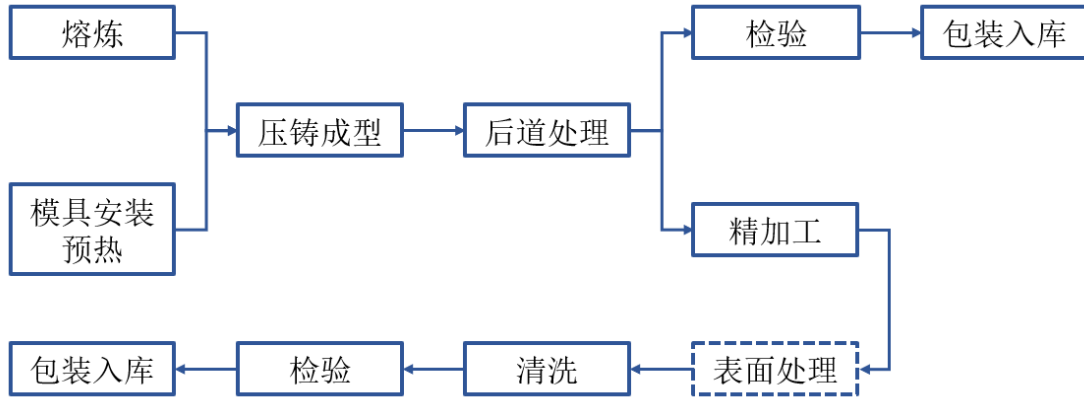 熔炼
检验
包装入库
压铸成型
后道处理
模具安装
预热
精加工
包装入库
检验
清洗
表面处理